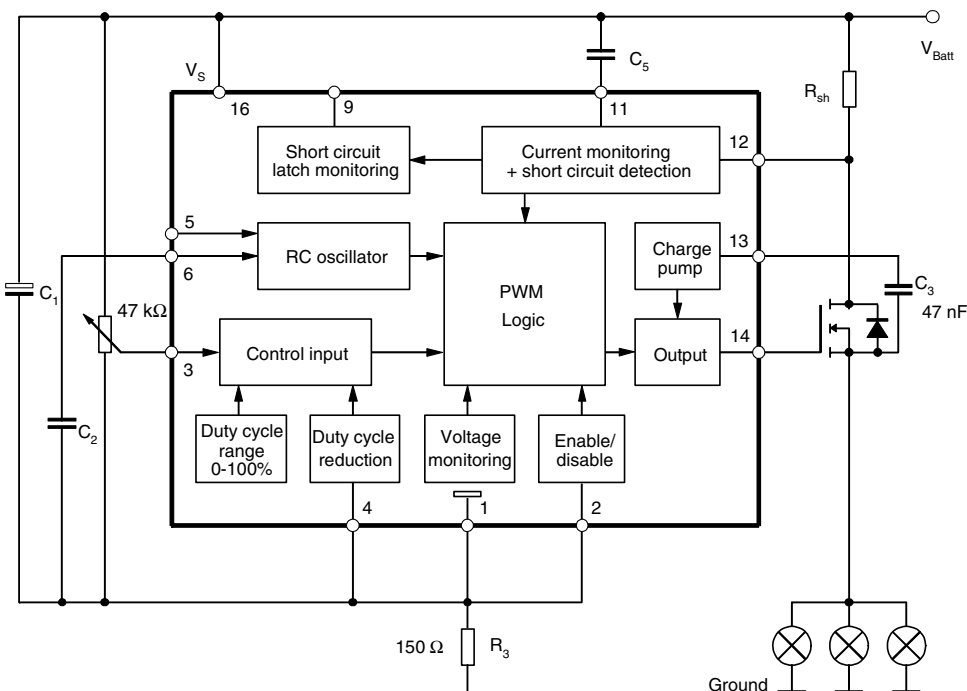 V_Batt
V_S
C_5
R_sh
16
9
11
12
Short circuit
latch monitoring
Current monitoring
+ short circuit detection
5
6
RC oscillator
PWM
Logic
Charge
pump
13
C_3
47 nF
C_1
47 kΩ
3
Control input
Output
14
C_2
Duty cycle
range
0-100%
Duty cycle
reduction
Voltage
monitoring
Enable/
disable
4
1
2
150 Ω
R_3
Ground